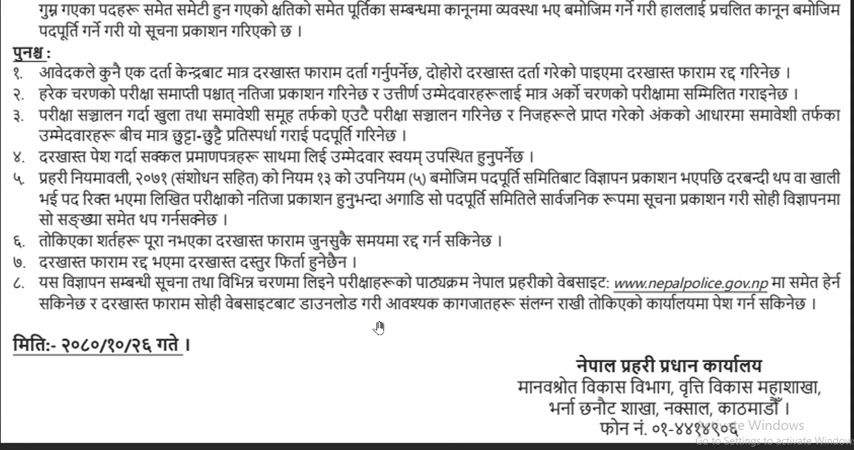 गुम्न गएका पदहरू समेत समेटी हुन गएको क्षतिको समेत पूर्तिका सम्बन्धमा कानूनमा व्यवस्था भए बमोजिम गर्ने गरी हाललाई प्रचलित कानून बमोजिम
पदपूर्ति गर्ने गरी यो सूचना प्रकाशन गरिएको छ ।
पुनश्च :
१. आवेदकले कुनै एक दर्ता केन्द्रबाट मात्र दरखास्त फाराम दर्ता गर्नुपर्नेछ, दोहोरो दरखास्त दर्ता गरेको पाइएमा दरखास्त फाराम रद्द गरिनेछ ।
२. हरेक चरणको परीक्षा समाप्ती पश्चात् नतिजा प्रकाशन गरिनेछ र उत्तीर्ण उम्मेदवारहरूलाई मात्र अर्को चरणको परीक्षामा सम्मिलित गराइनेछ ।
३. परीक्षा सञ्चालन गर्दा खुला तथा समावेशी समूह तर्फको एउटै परीक्षा सञ्चालन गरिनेछ र निजहरूले प्राप्त गरेको अंकको आधारमा समावेशी तर्फका
उम्मेदवारहरू बीच मात्र छुट्टा-छुट्टै प्रतिस्पर्धा गराई पदपूर्ति गरिनेछ ।
४. दरखास्त पेश गर्दा सक्कल प्रमाणपत्रहरू साथमा लिई उम्मेदवार स्वयम् उपस्थित हुनुपर्नेछ ।
५. प्रहरी नियमावली, २०७१ (संशोधन सहित) को नियम १३ को उपनियम (५) बमोजिम पदपूर्ति समितिबाट विज्ञापन प्रकाशन भएपछि दरबन्दी थप वा खाली
भई पद रिक्त भएमा लिखित परीक्षाको नतिजा प्रकाशन हुनुभन्दा अगाडि सो पदपूर्ति समितिले सार्वजनिक रूपमा सूचना प्रकाशन गरी सोही विज्ञापनमा
सो सङ्ख्या समेत थप गर्नसक्नेछ ।
६. तोकिएका शर्तहरू पूरा नभएका दरखास्त फाराम जुनसुकै समयमा रद्द गर्न सकिनेछ ।
७. दरखास्त फाराम रद्द भएमा दरखास्त दस्तुर फिर्ता हुनेछैन ।
८. यस विज्ञापन सम्बन्धी सूचना तथा विभिन्न चरणमा लिइने परीक्षाहरूको पाठ्यक्रम नेपाल प्रहरीको वेबसाइट: www.nepalpolice.gov.np मा समेत हेर्न
सकिनेछ र दरखास्त फाराम सोही वेबसाइटबाट डाउनलोड गरी आवश्यक कागजातहरू संलग्न राखी तोकिएको कार्यालयमा पेश गर्न सकिनेछ ।
मिति:- २०८०/१०/२६ गते ।
नेपाल प्रहरी प्रधान कार्यालय
मानवश्रोत विकास विभाग, वृत्ति विकास महाशाखा,
भर्ना छनौट शाखा, नक्साल, काठमाडौँ ।
फोन नं. ०१-४४१४९०६
Activate Windows
Go to Settings to activate Windows